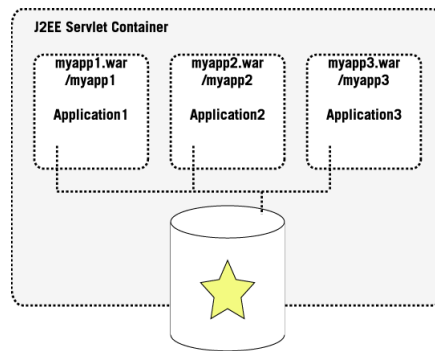 J2EE Servlet Container
myapp1.war
/myapp1
Application1
myapp2.war
/myapp2
Application2
myapp3.war
/myapp3
Application3